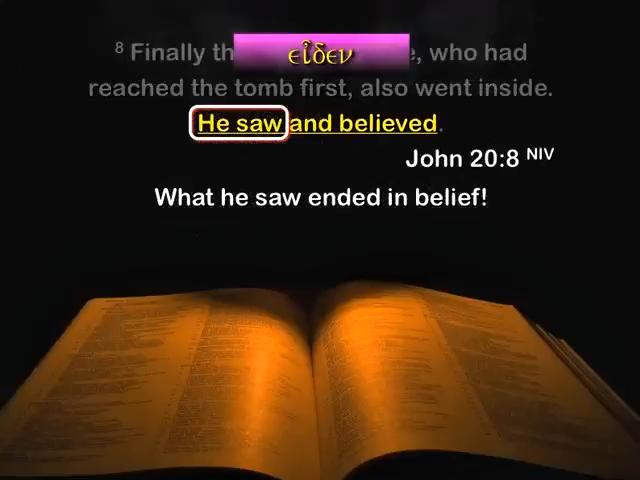 εἶδεν
8 Finally th e, who had
reached the tomb first, also went inside.
He saw and believed.
John 20:8 NIV
What he saw ended in belief!